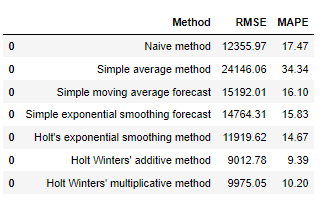 Method RMSE MAPE
0 Naive method 12355.97 17.47
0 Simple average method 24146.06 34.34
0 Simple moving average forecast 15192.01 16.10
0 Simple exponential smoothing forecast 14764.31 15.83
0 Holt's exponential smoothing method 11919.62 14.67
0 Holt Winters' additive method 9012.78 9.39
0 Holt Winters' multiplicative method 9975.05 10.20